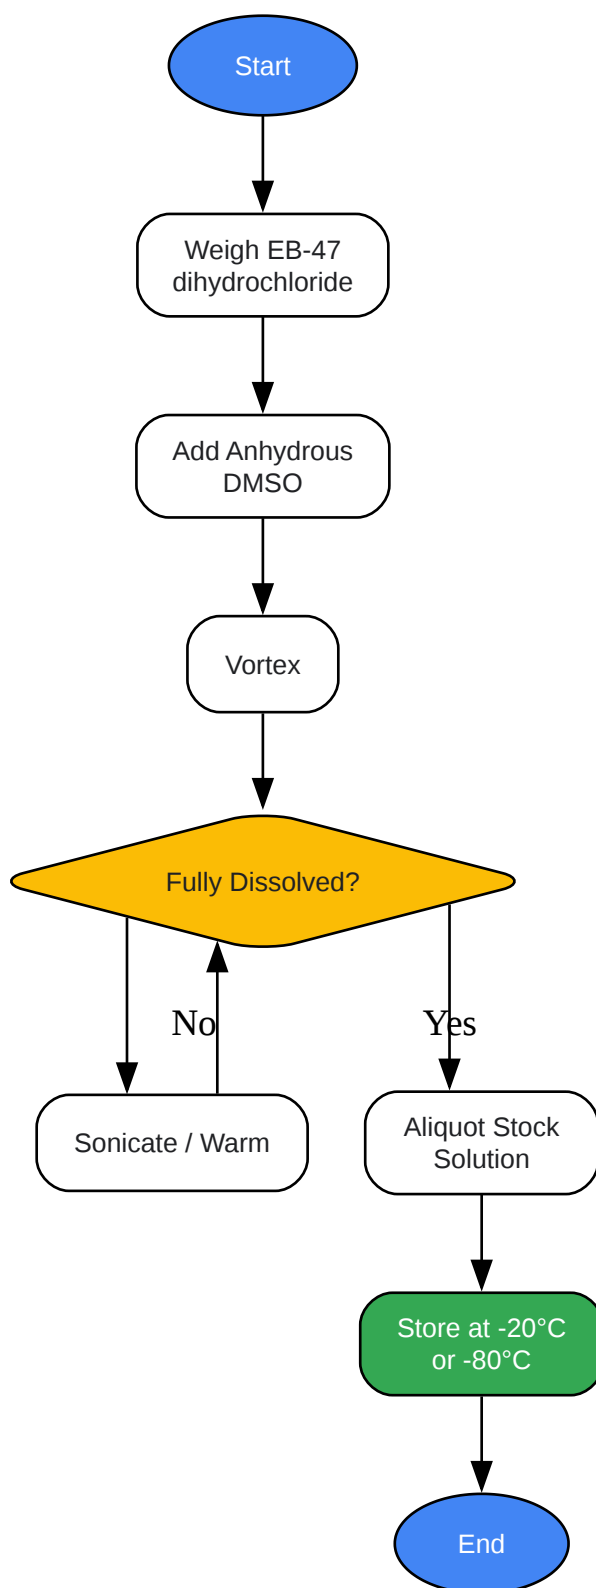 Start
Weigh EB-47
dihydrochloride
Add Anhydrous
DMSO
Vortex
Fully Dissolved?
No
Yes
Sonicate / Warm
Aliquot Stock
Solution
Store at -20°C
or -80°C
End